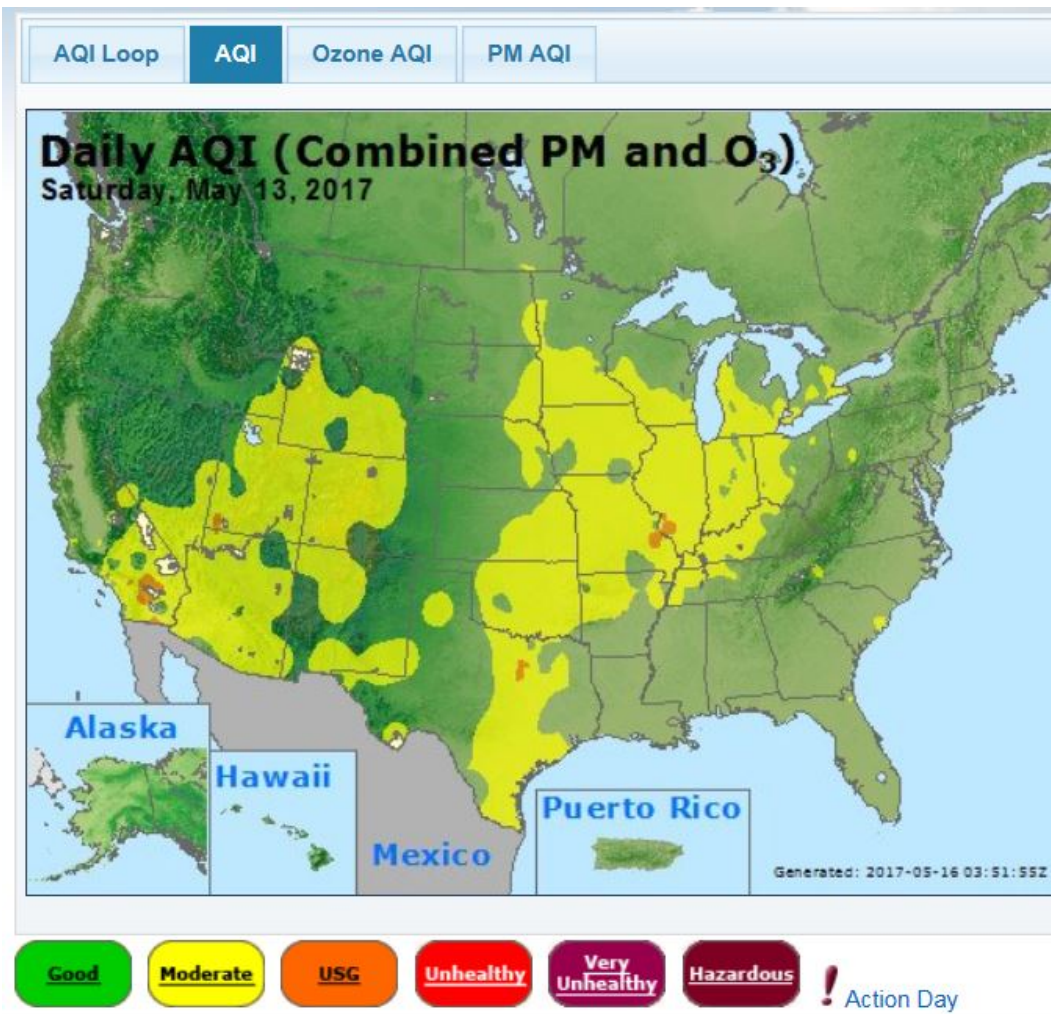 AQI Loop
AQI
Ozone AQI
PM AQI
Daily AQI (Combined PM and O₃)
Saturday, May 13, 2017
Alaska
Hawaii
Mexico
Puerto Rico
Generated: 2017-05-16 03:51:55Z
Good
Moderate
USG
Unhealthy
Very
Unhealthy
Hazardous
! Action Day